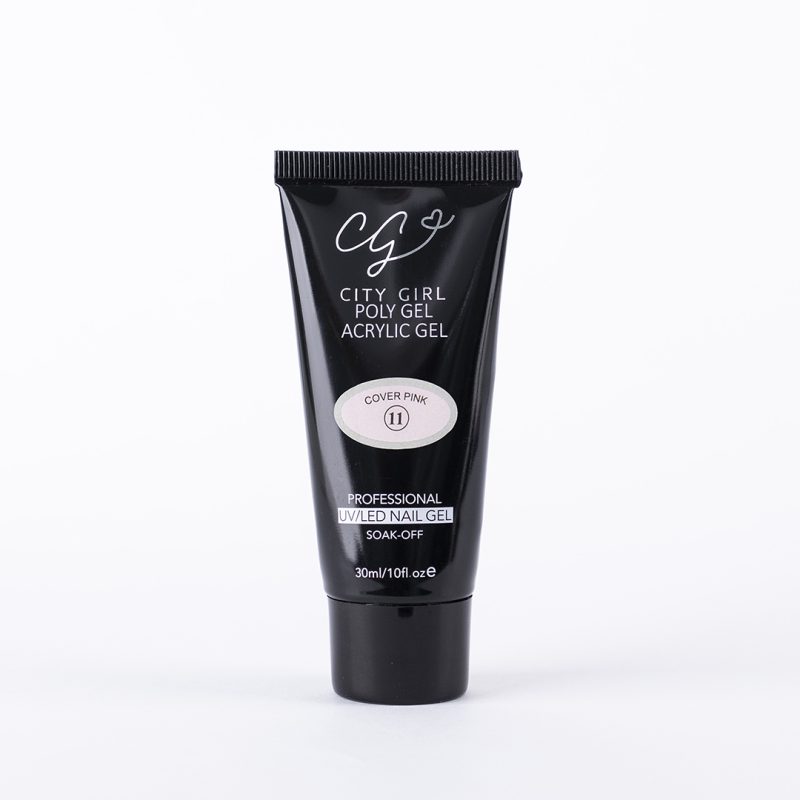 CG
CITY GIRL
POLY GEL
ACRYLIC GEL
COVER PINK
11
PROFESSIONAL
UV/LED NAIL GEL
SOAK-OFF
30ml/10fl.oze